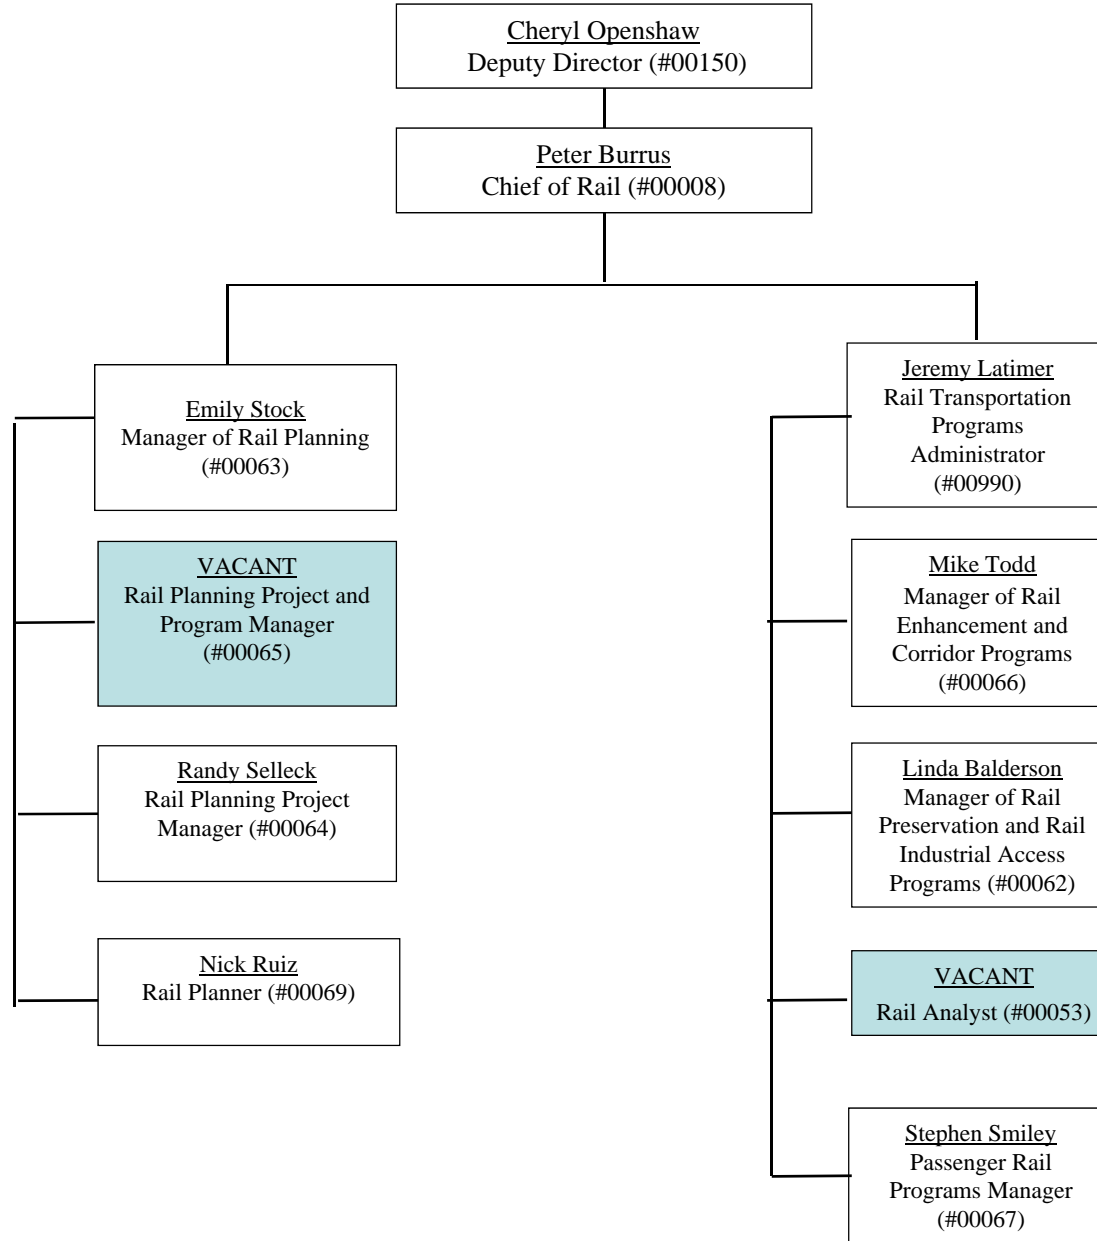 Cheryl Openshaw
Deputy Director (#00150)
Peter Burrus
Chief of Rail (#00008)
Emily Stock
Manager of Rail Planning
(#00063)
VACANT
Rail Planning Project and
Program Manager
(#00065)
Randy Selleck
Rail Planning Project
Manager (#00064)
Nick Ruiz
Rail Planner (#00069)
Jeremy Latimer
Rail Transportation
Programs
Administrator
(#00990)
Mike Todd
Manager of Rail
Enhancement and
Corridor Programs
(#00066)
Linda Balderson
Manager of Rail
Preservation and Rail
Industrial Access
Programs (#00062)
VACANT
Rail Analyst (#00053)
Stephen Smiley
Passenger Rail
Programs Manager
(#00067)